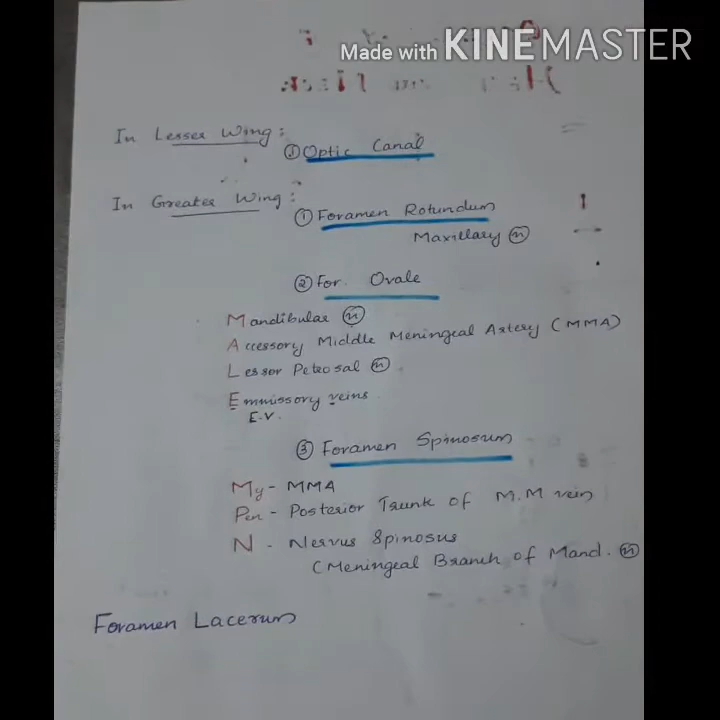 Made with KINEMASTER
In Lesser Wing:
① Optic Canal
In Greater Wing:
① Foramen Rotundum
Maxillary ⓝ
② For. Ovale
Mandibular ⓝ
Accessory Middle Meningeal Artery (MMA)
Lessor Petrosal ⓝ
Emmissory veins
E.V.
③ Foramen Spinosum
My - MMA
Pen - Posterior Trunk of M.M vein
N - Nervus Spinosus
(Meningeal Branch of Mand. ⓝ
Foramen Lacerum